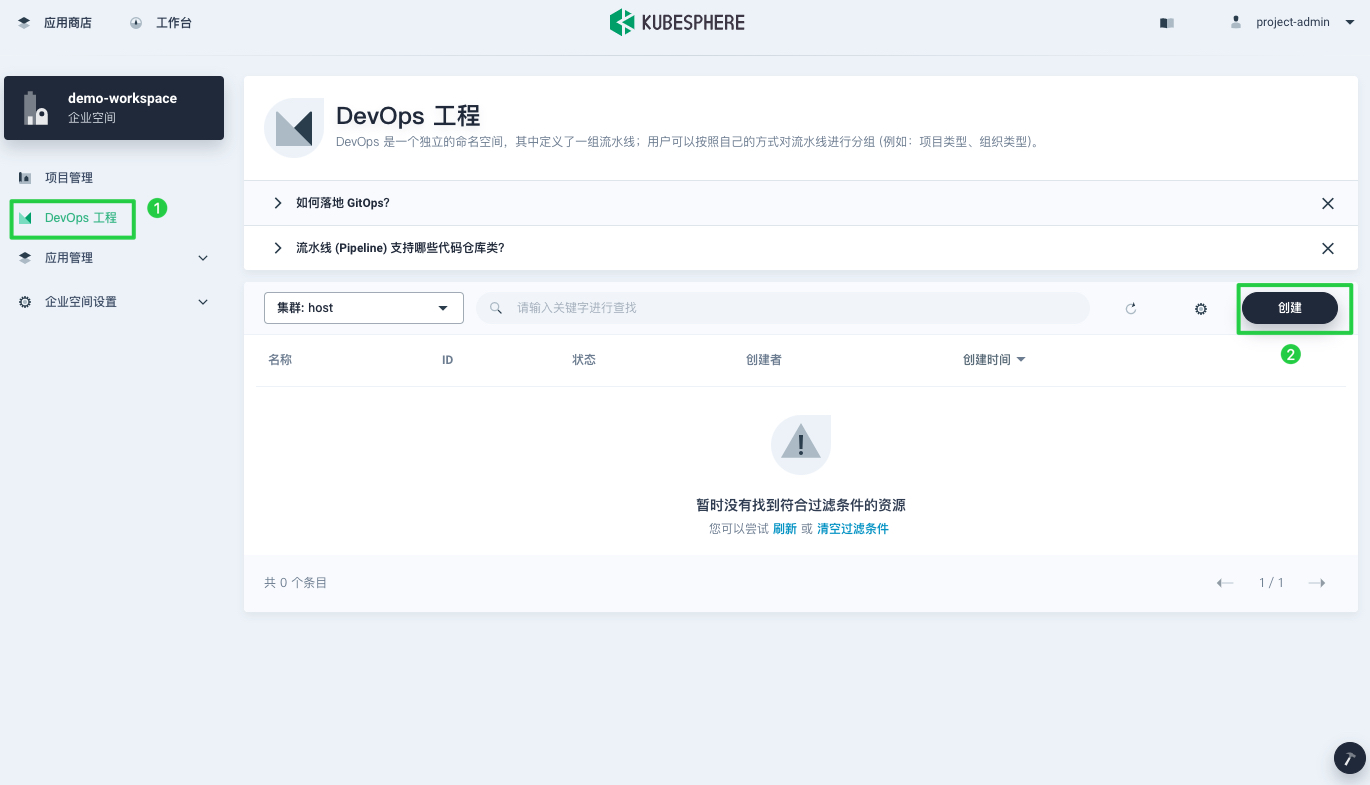 应用商店
工作台
KUBESPHERE
project-admin
demo-workspace
企业空间
项目管理
DevOps 工程
1
应用管理
企业空间设置
DevOps 工程
DevOps 是一个独立的命名空间，其中定义了一组流水线；用户可以按照自己的方式对流水线进行分组 (例如：项目类型、组织类型)。
如何落地 GitOps?
流水线 (Pipeline) 支持哪些代码仓库类?
集群: host
请输入关键字进行查找
创建
2
名称 ID 状态 创建者 创建时间
暂时没有找到符合过滤条件的资源
您可以尝试 刷新 或 清空过滤条件
共 0 个条目
1 / 1